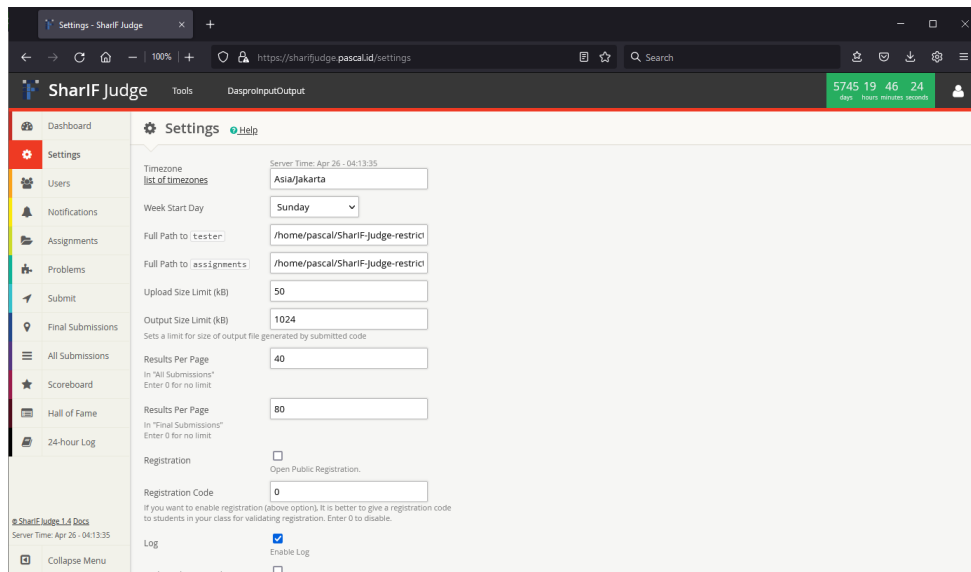 Settings - SharIF Judge
100%
https://sharifjudge.pascal.id/settings
Search
SharIF Judge
Tools
DasproInputOutput
5745 19 46 24
days hours minutes seconds
Dashboard
Settings
Users
Notifications
Assignments
Problems
Submit
Final Submissions
All Submissions
Scoreboard
Hall of Fame
24-hour Log
© SharIF Judge 1.4 Docs
Server Time: Apr 26 - 04:13:35
Collapse Menu
Settings Help
Server Time: Apr 26 - 04:13:35
Timezone
list of timezones
Asia/Jakarta
Week Start Day
Sunday
Full Path to tester
/home/pascal/SharIF-Judge-restrict
Full Path to assignments
/home/pascal/SharIF-Judge-restrict
Upload Size Limit (kB)
50
Output Size Limit (kB)
1024
Sets a limit for size of output file generated by submitted code
Results Per Page
40
In "All Submissions"
Enter 0 for no limit
Results Per Page
80
In "Final Submissions"
Enter 0 for no limit
Registration
Open Public Registration.
Registration Code
0
If you want to enable registration (above option), It is better to give a registration code
to students in your class for validating registration. Enter 0 to disable.
Log
Enable Log